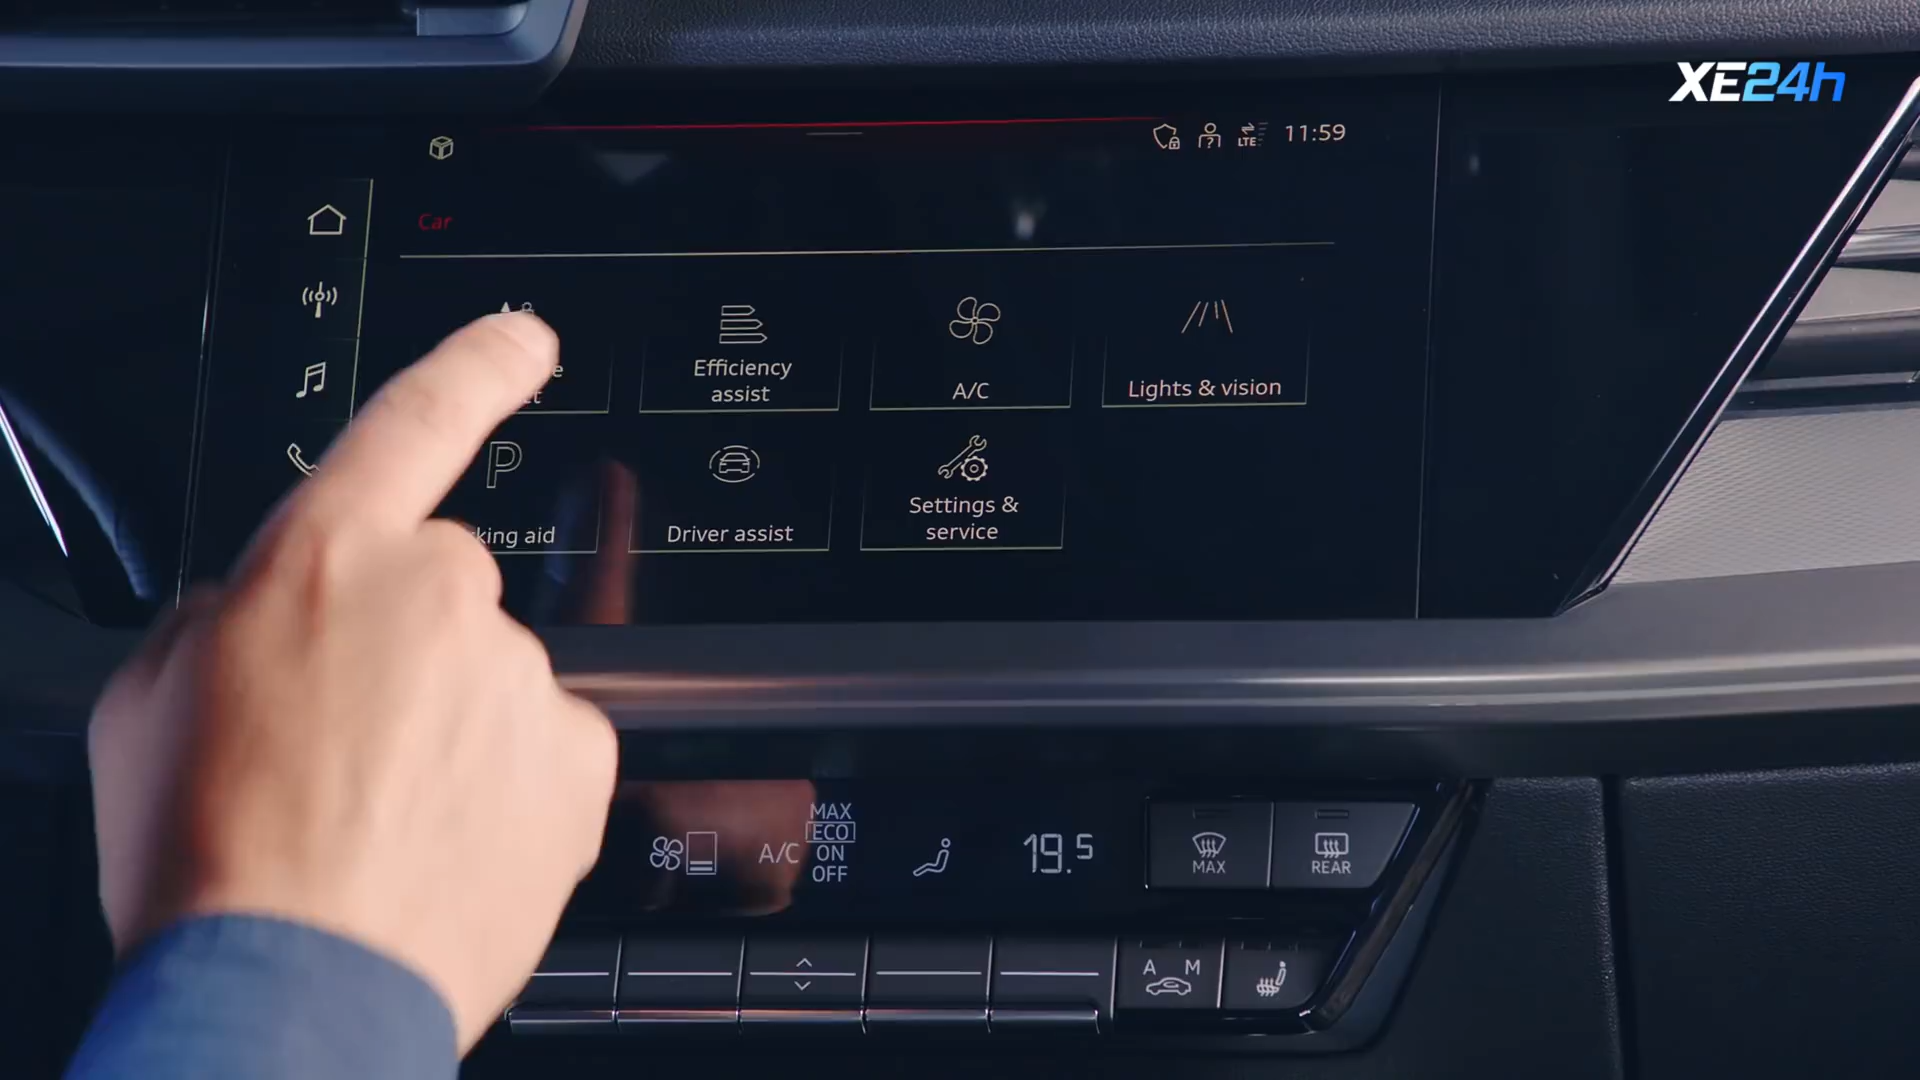 XE24h
LTE 11:59
Car
Efficiency
assist
A/C
Lights & vision
P
aid
Driver assist
Settings &
service
A/C
MAX
ECO
ON
OFF
19.5
MAX
REAR
A M